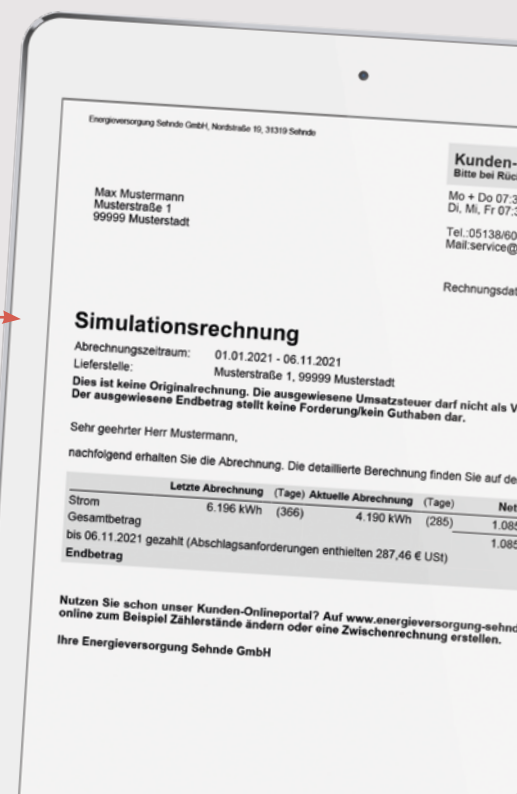 Energieversorgung Sehnde GmbH, Nordstraße 19, 31319 Sehnde
Kunden-
Bitte bei Rüc
Max Mustermann
Musterstraße 1
99999 Musterstadt
Mo + Do 07:3
Di, Mi, Fr 07:3
Tel.:05138/60
Mail:service@
Rechnungsdat
Simulationsrechnung
Abrechnungszeitraum: 01.01.2021 - 06.11.2021
Lieferstelle: Musterstraße 1, 99999 Musterstadt
Dies ist keine Originalrechnung. Die ausgewiesene Umsatzsteuer darf nicht als V
Der ausgewiesene Endbetrag stellt keine Forderung/kein Guthaben dar.
Sehr geehrter Herr Mustermann,
nachfolgend erhalten Sie die Abrechnung. Die detaillierte Berechnung finden Sie auf de
Letzte Abrechnung (Tage) Aktuelle Abrechnung (Tage) Net
Strom 6.196 kWh (366) 4.190 kWh (285) 1.085
Gesamtbetrag 1.085
bis 06.11.2021 gezahlt (Abschlagsanforderungen enthielten 287,46 € USt)
Endbetrag
Nutzen Sie schon unser Kunden-Onlineportal? Auf www.energieversorgung-sehnd
online zum Beispiel Zählerstände ändern oder eine Zwischenrechnung erstellen.
Ihre Energieversorgung Sehnde GmbH